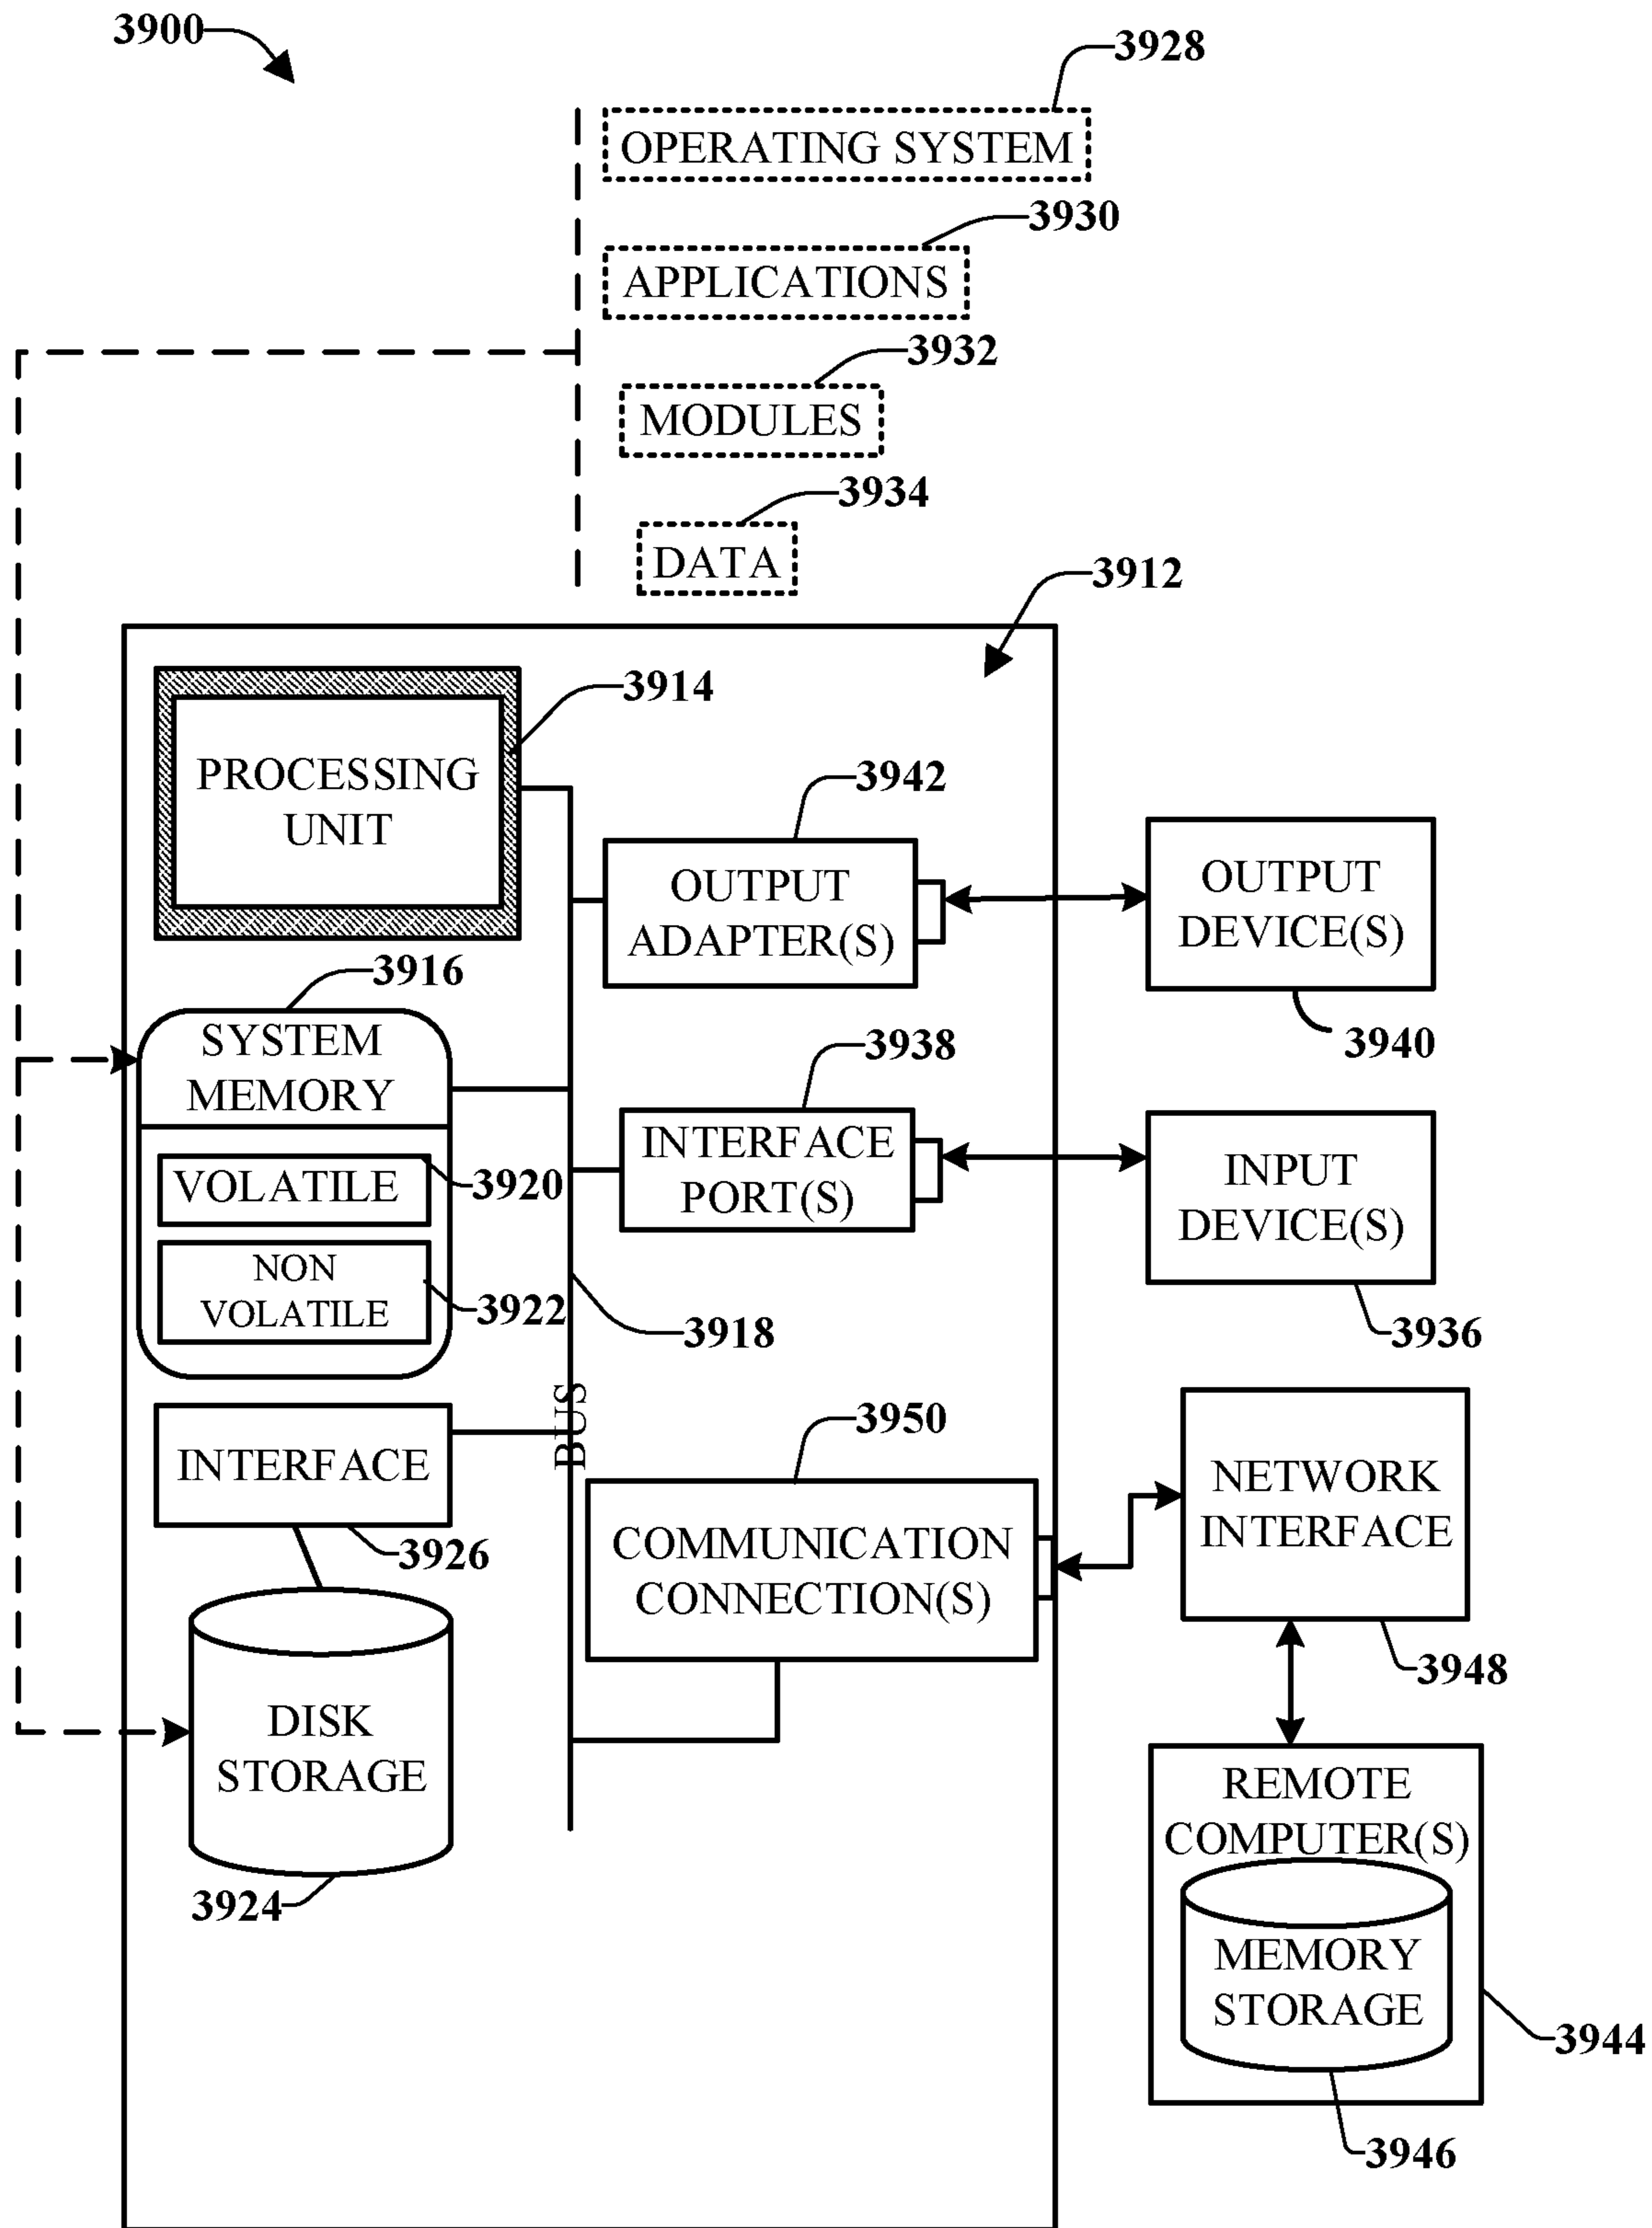 3900
3928
OPERATING SYSTEM
3930
APPLICATIONS
3932
MODULES
3934
DATA
3912
3914
PROCESSING
UNIT
3942
OUTPUT
ADAPTER(S)
OUTPUT
DEVICE(S)
3940
3916
SYSTEM
MEMORY
VOLATILE
3920
NON
VOLATILE
3922
3938
INTERFACE
PORT(S)
INPUT
DEVICE(S)
3936
3918
BUS
INTERFACE
3926
3950
COMMUNICATION
CONNECTION(S)
NETWORK
INTERFACE
3948
DISK
STORAGE
3924
REMOTE
COMPUTER(S)
MEMORY
STORAGE
3944
3946